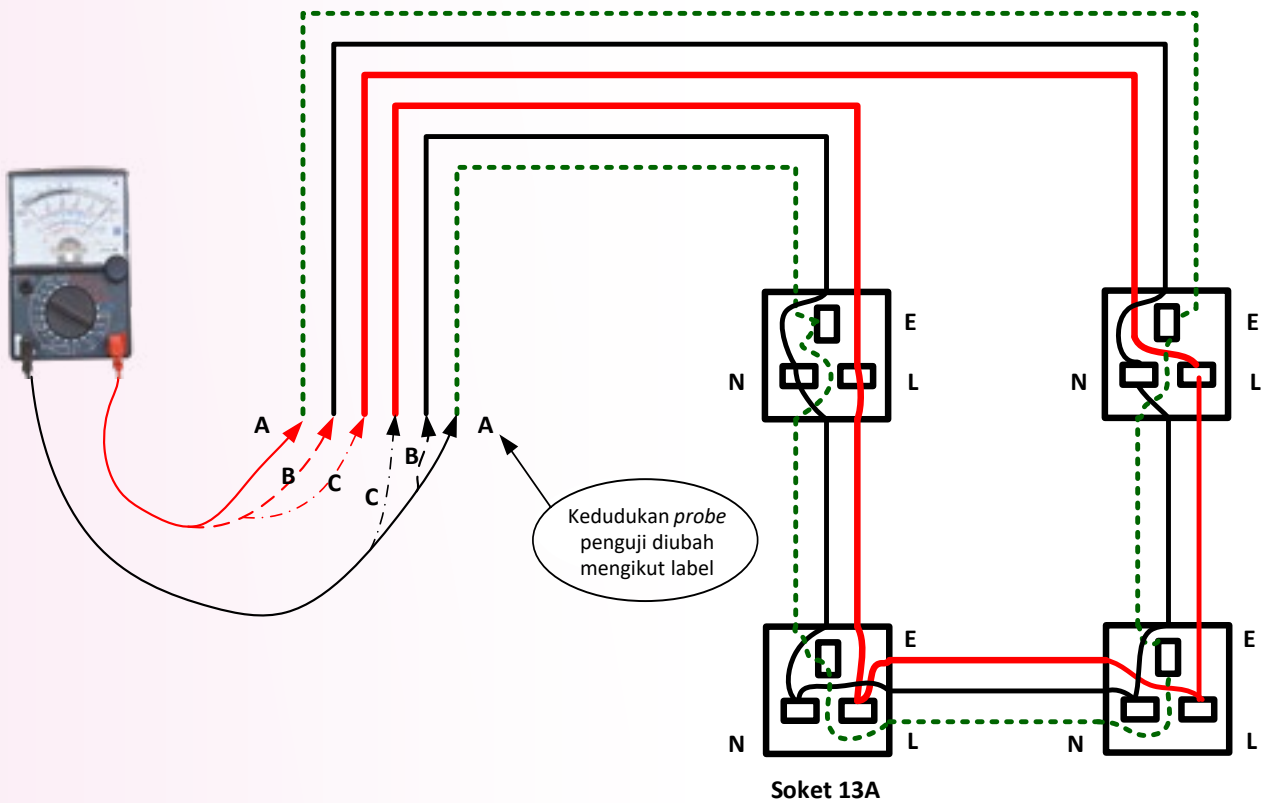 E
E
N
L
N
L
A
A
B
B
C
C
Kedudukan probe
penguji diubah
mengikut label
E
E
N
L
N
L
Soket 13A